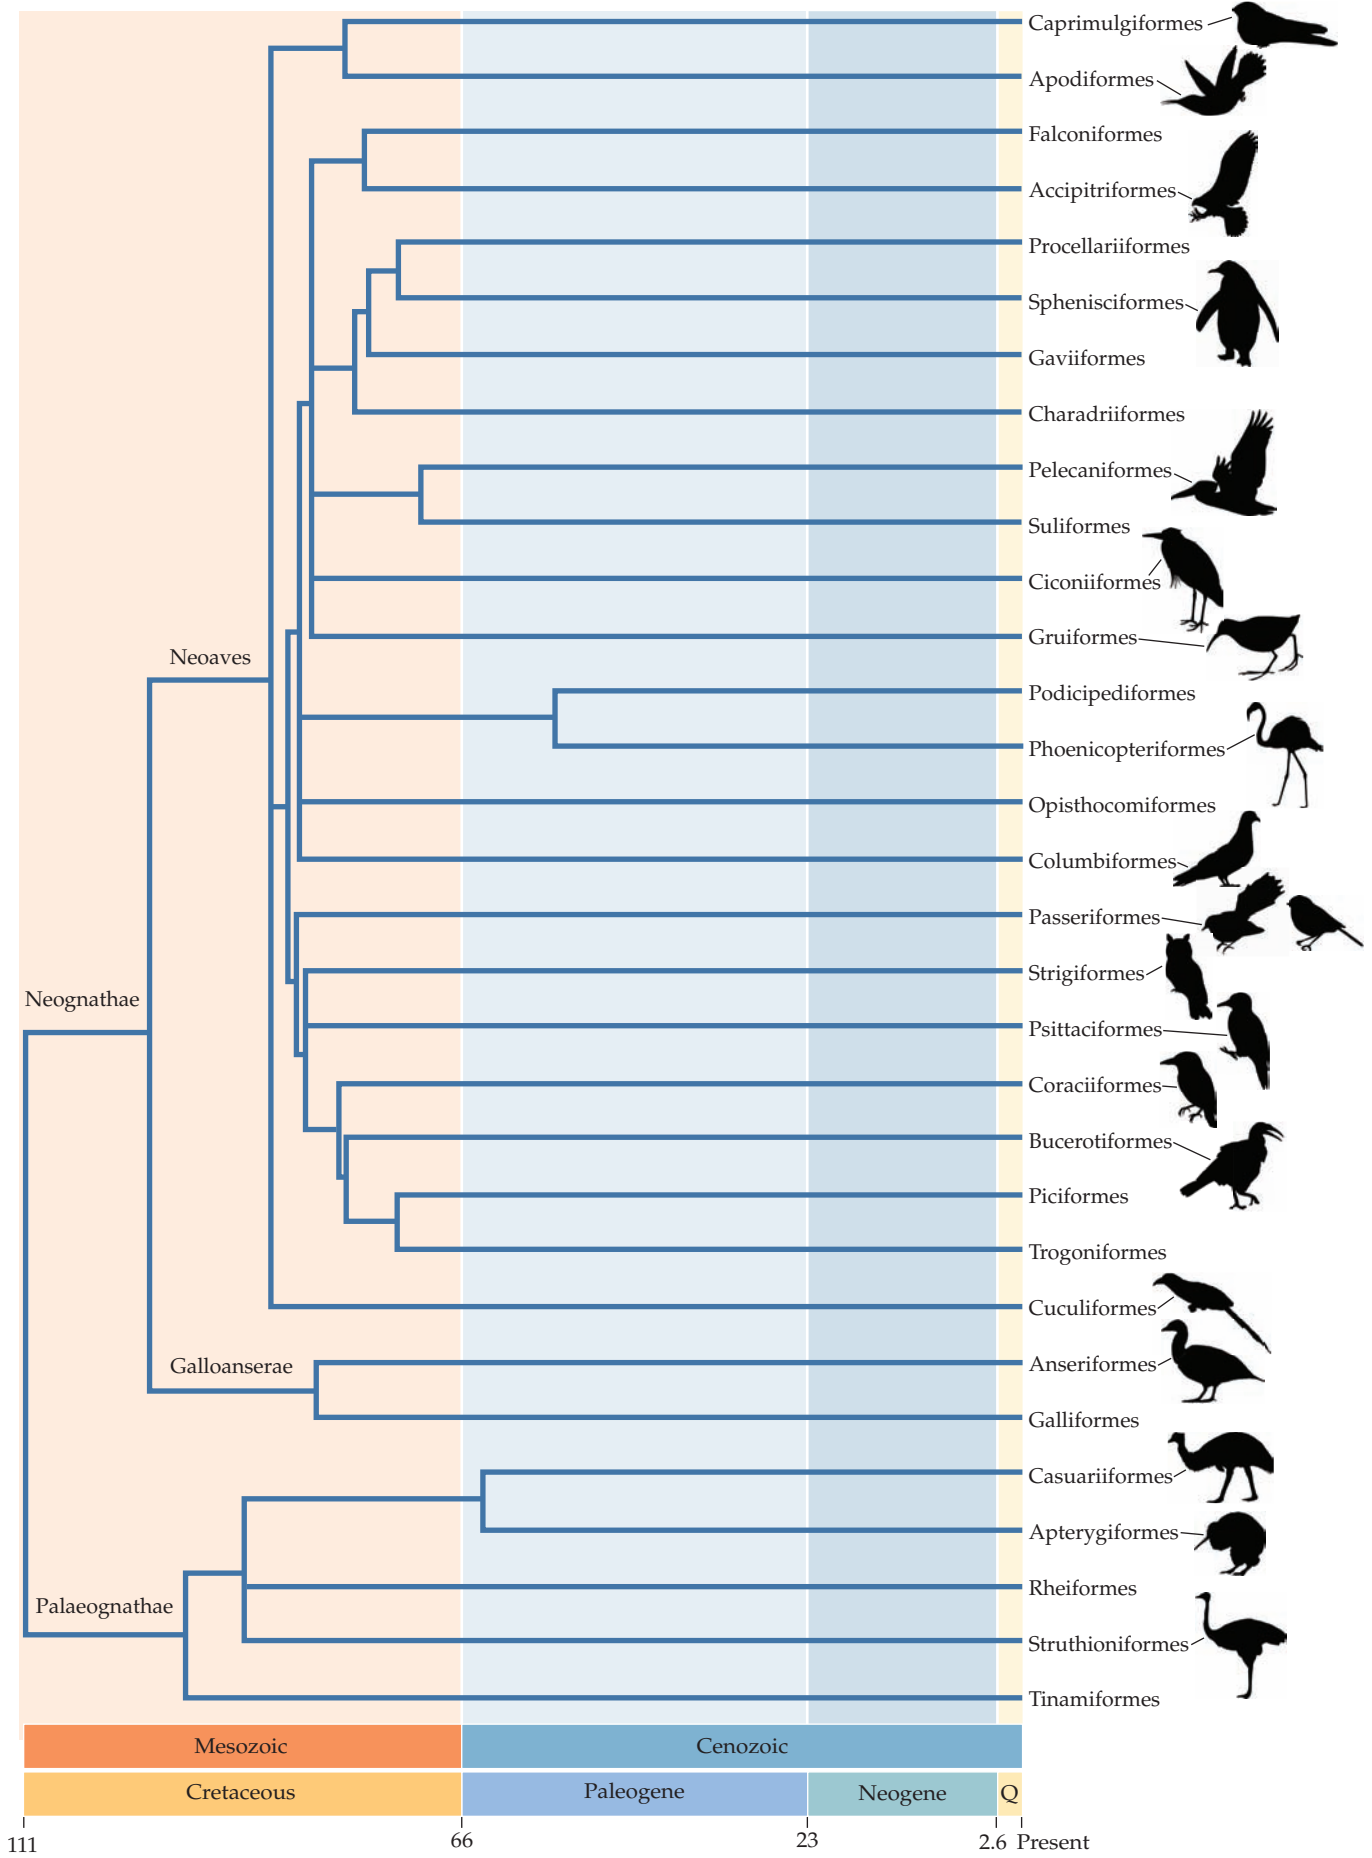 Caprimulgiformes
Apodiformes
Falconiformes
Accipitriformes
Procellariiformes
Sphenisciformes
Gaviiformes
Charadriiformes
Pelecaniformes
Suliformes
Ciconiiformes
Gruiformes
Neoaves
Podicipediformes
Phoenicopteriformes
Opisthocomiformes
Columbiformes
Passeriformes
Strigiformes
Neognathae
Psittaciformes
Coraciiformes
Bucerotiformes
Piciformes
Trogoniformes
Cuculiformes
Galloanserae
Anseriformes
Galliformes
Casuariiformes
Apterygiformes
Rheiformes
Palaeognathae
Struthioniformes
Tinamiformes
Mesozoic Cenozoic
Cretaceous Paleogene Neogene Q
111 66 23 2.6 Present